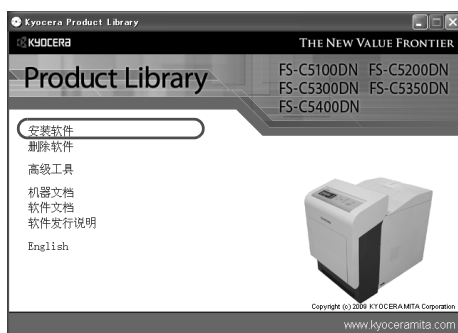 Kyocera Product Library
KYOCERA
THE NEW VALUE FRONTIER
Product Library
FS-C5100DN FS-C5200DN
FS-C5300DN FS-C5350DN
FS-C5400DN
安装软件
删除软件
高级工具
机器文档
软件文档
软件发行说明
English
Copyright (c) 2009 KYOCERA MITA Corporation
www.kyoceramita.com